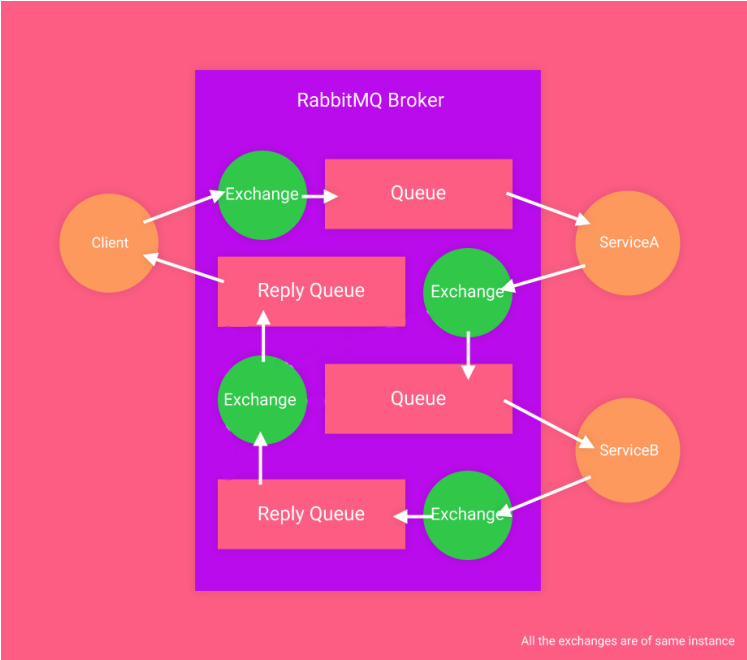 RabbitMQ Broker
Exchange
Queue
Client
ServiceA
Reply Queue
Exchange
Exchange
Queue
ServiceB
Reply Queue
Exchange
All the exchanges are of same instance